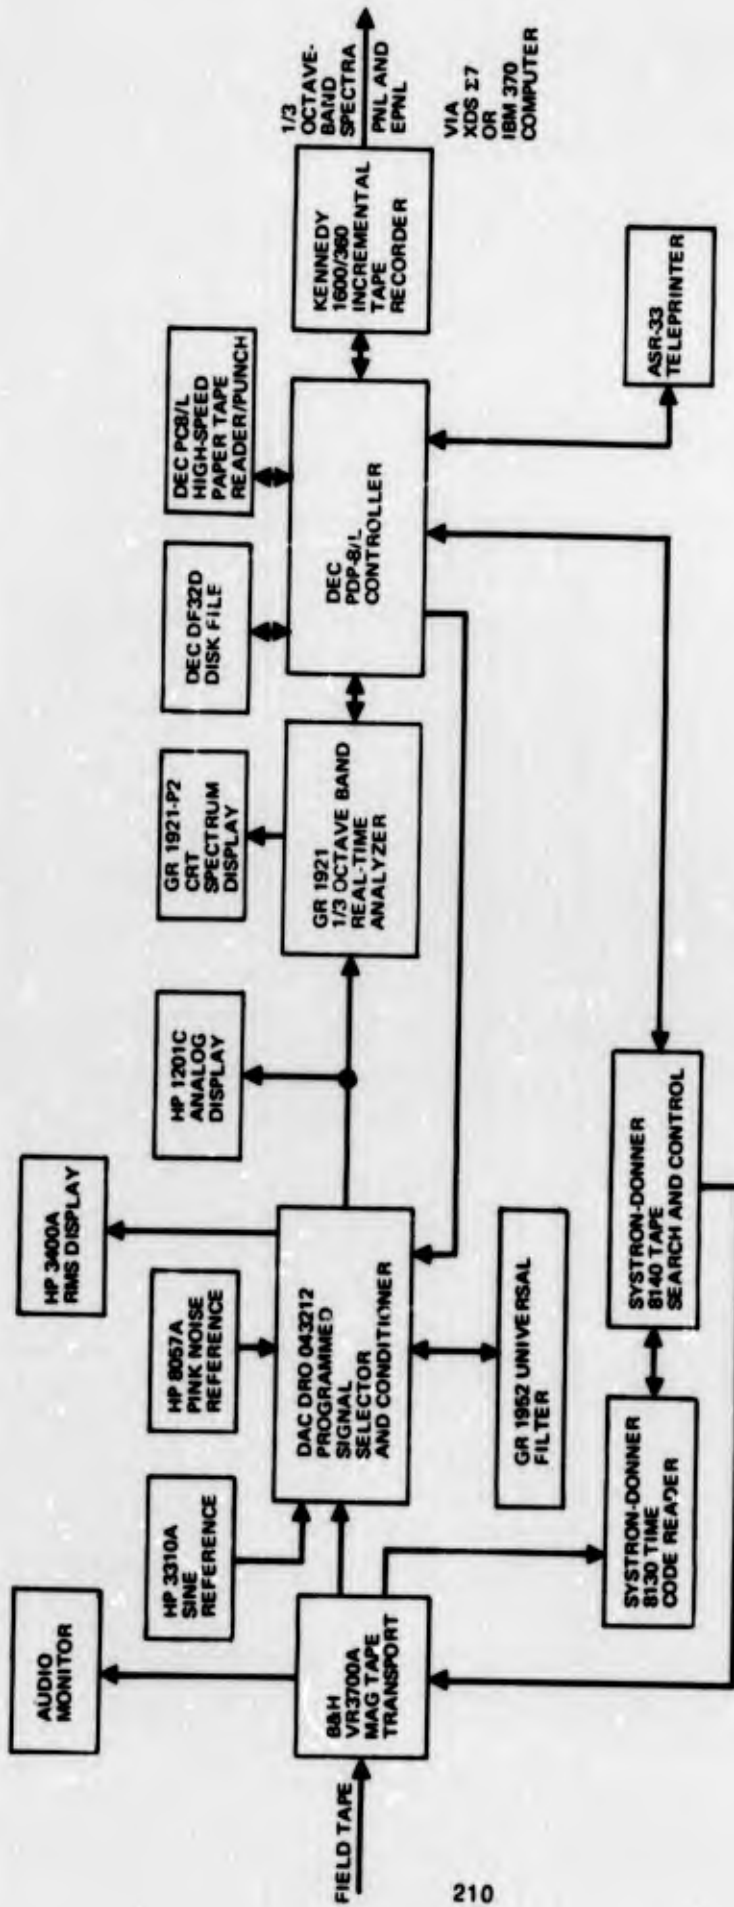 FIELD TAPE
AUDIO
MONITOR
B&H
VR3700A
MAG TAPE
TRANSPORT
HP 3310A
SINE
REFERENCE
HP 8057A
PINK NOISE
REFERENCE
HP 3400A
RMS DISPLAY
DAC DRO 043212
PROGRAMMED
SIGNAL
SELECTOR
AND CONDITIONER
GR 1952 UNIVERSAL
FILTER
SYSTRON-DONNER
8130 TIME
CODE READER
SYSTRON-DONNER
8140 TAPE
SEARCH AND CONTROL
HP 1201C
ANALOG
DISPLAY
GR 1921-P2
CRT
SPECTRUM
DISPLAY
GR 1921
1/3 OCTAVE BAND
REAL-TIME
ANALYZER
DEC DF32D
DISK FILE
DEC PC8/L
HIGH-SPEED
PAPER TAPE
READER/PUNCH
DEC
PDP-8/L
CONTROLLER
KENNEDY
1600/360
INCREMENTAL
TAPE
RECORDER
ASR-33
TELEPRINTER
1/3
OCTAVE-
BAND
SPECTRA
PNL AND
EPNL
VIA
XDS Σ7
OR
IBM 370
COMPUTER
210